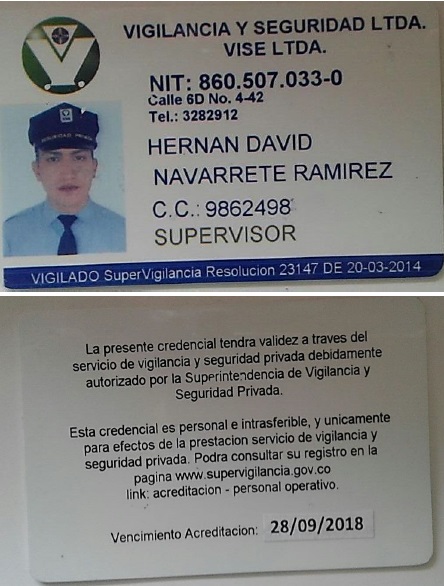 VIGILANCIA Y SEGURIDAD LTDA.
VISE LTDA.
NIT: 860.507.033-0
Calle 6D No. 4-42
Tel.: 3282912
HERNAN DAVID
NAVARRETE RAMIREZ
C.C.: 9862498
SUPERVISOR
SEGURIDAD PRIVADA
VIGILADO SuperVigilancia Resolucion 23147 DE 20-03-2014
La presente credencial tendra validez a traves del
servicio de vigilancia y seguridad privada debidamente
autorizado por la Superintendencia de Vigilancia y
Seguridad Privada.
Esta credencial es personal e intrasferible, y unicamente
para efectos de la prestacion servicio de vigilancia y
seguridad privada. Podra consultar su registro en la
pagina www.supervigilancia.gov.co
link: acreditacion - personal operativo.
Vencimiento Acreditacion: 28/09/2018